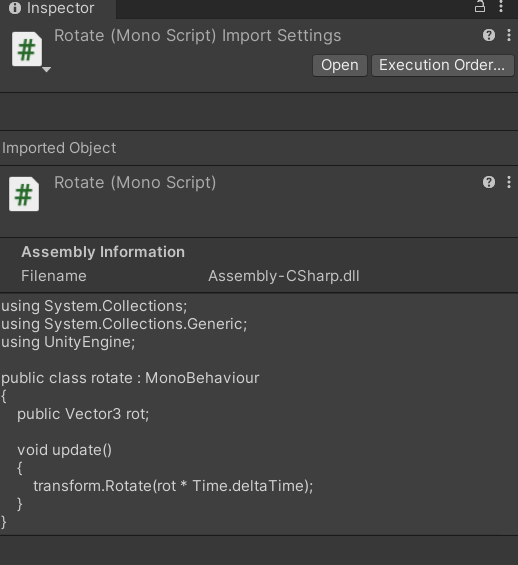 Inspector
Rotate (Mono Script) Import Settings
Open Execution Order...
Imported Object
Rotate (Mono Script)
Assembly Information
Filename Assembly-CSharp.dll
using System.Collections;
using System.Collections.Generic;
using UnityEngine;
public class rotate : MonoBehaviour
{
public Vector3 rot;
void update()
{
transform.Rotate(rot * Time.deltaTime);
}
}